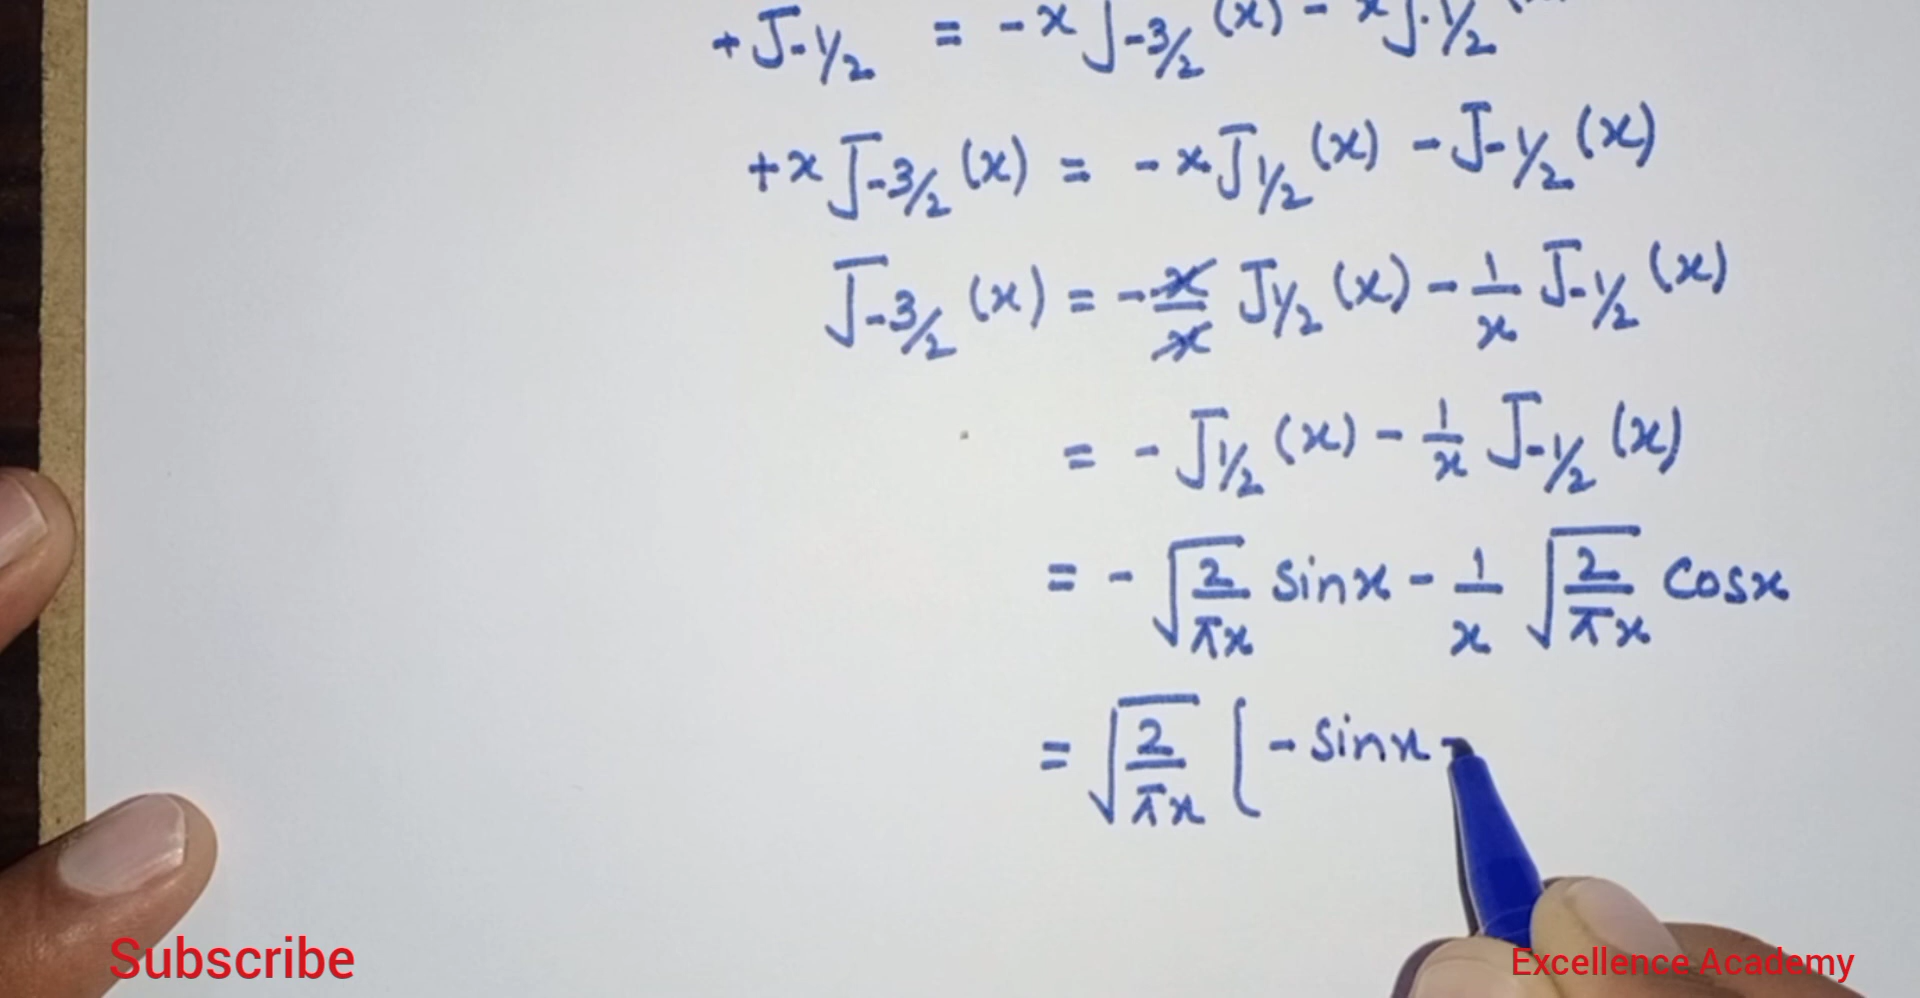 +J-1/2 = -x J-3/2 (x) - x J1/2
+x J-3/2 (x) = -x J1/2 (x) - J-1/2 (x)
J-3/2 (x) = - x/x J1/2 (x) - 1/x J-1/2 (x)
= - J1/2 (x) - 1/x J-1/2 (x)
= - √(2/πx) sinx - 1/x √(2/πx) cosx
= √(2/πx) [ - sinx -
Subscribe
Excellence Academy